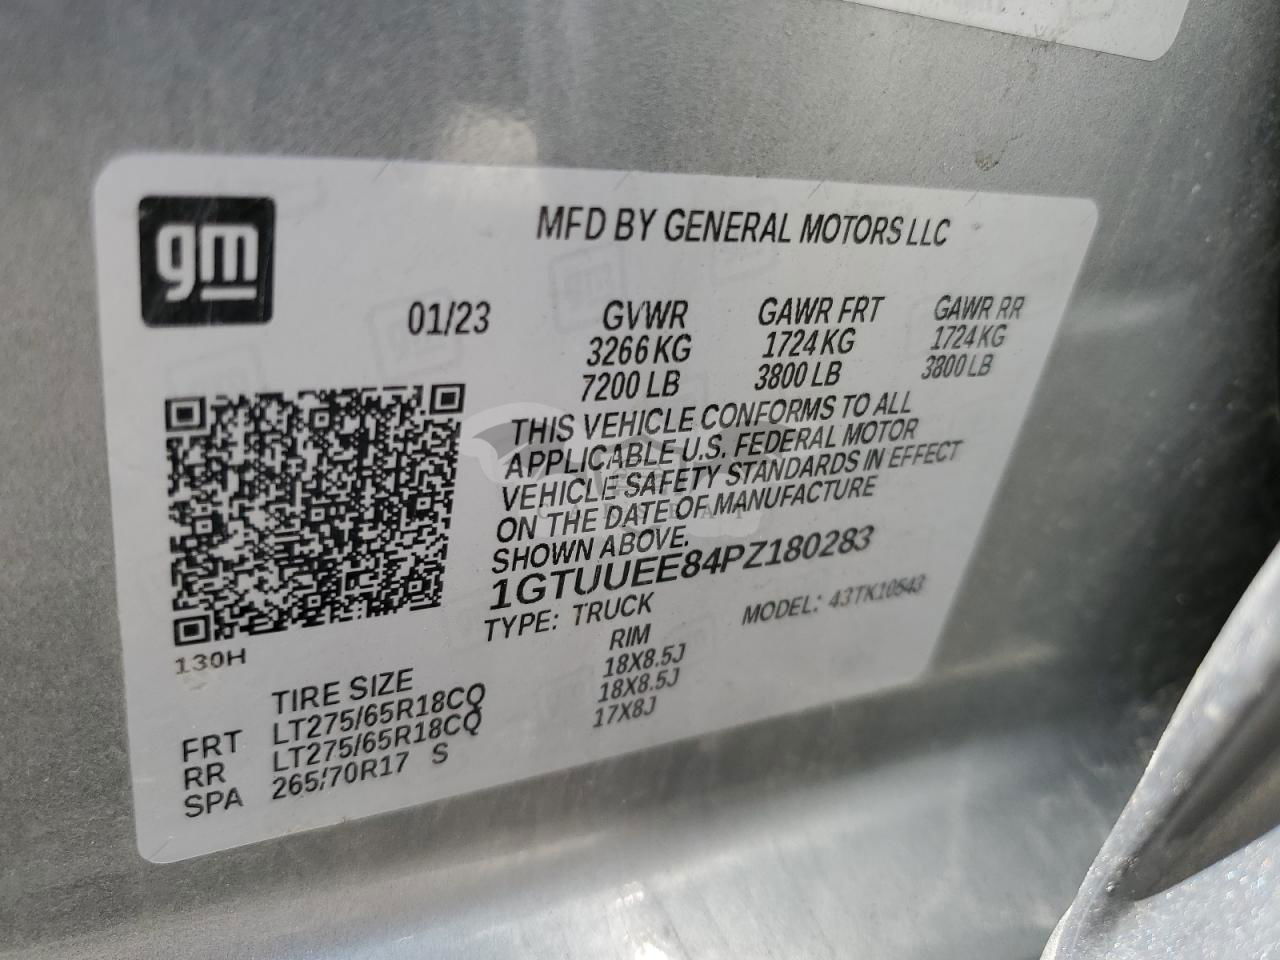 gm
MFD BY GENERAL MOTORS LLC
01/23 GVWR GAWR FRT GAWR RR
3266 KG 1724 KG 1724 KG
7200 LB 3800 LB 3800 LB
THIS VEHICLE CONFORMS TO ALL
APPLICABLE U.S. FEDERAL MOTOR
VEHICLE SAFETY STANDARDS IN EFFECT
ON THE DATE OF MANUFACTURE
SHOWN ABOVE.
1GTUUEE84PZ180283
TYPE: TRUCK MODEL: 43TK10543
130H
TIRE SIZE RIM
FRT LT275/65R18CQ 18X8.5J
RR LT275/65R18CQ 18X8.5J
SPA 265/70R17 S 17X8J